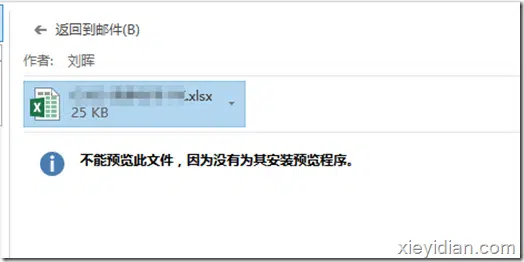 返回到邮件(B)
作者: 刘晖
.xlsx
25 KB
不能预览此文件，因为没有为其安装预览程序。
xieyidian.com